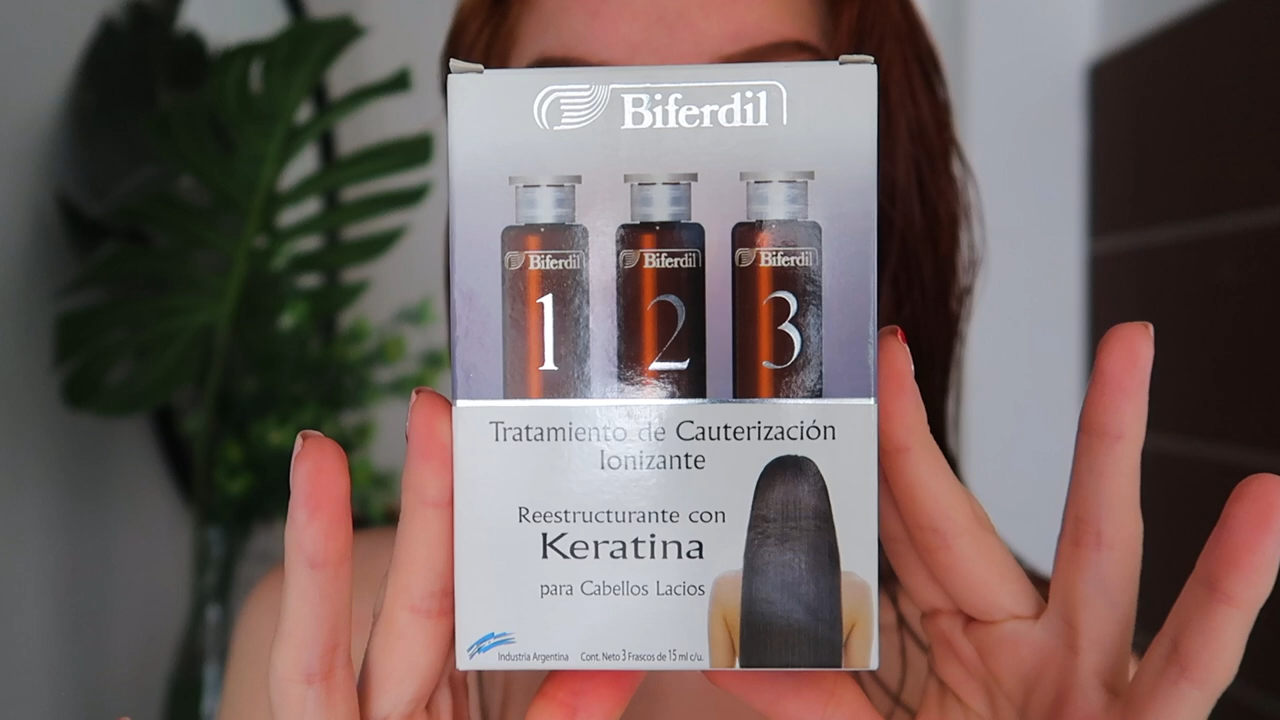 Biferdil
Biferdil Biferdil Biferdil
1 2 3
Tratamiento de Cauterización
Ionizante
Reestructurante con
Keratina
para Cabellos Lacios
Industria Argentina Cont. Neto 3 Frascos de 15 ml c/u.